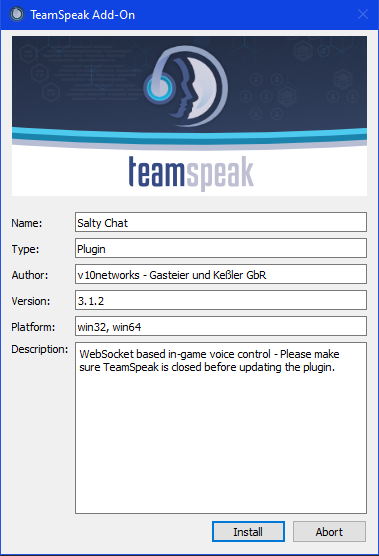 TeamSpeak Add-On
teamspeak
Name: Salty Chat
Type: Plugin
Author: v10networks - Gasteier und Keßler GbR
Version: 3.1.2
Platform: win32, win64
Description: WebSocket based in-game voice control - Please make
sure TeamSpeak is closed before updating the plugin.
Install Abort